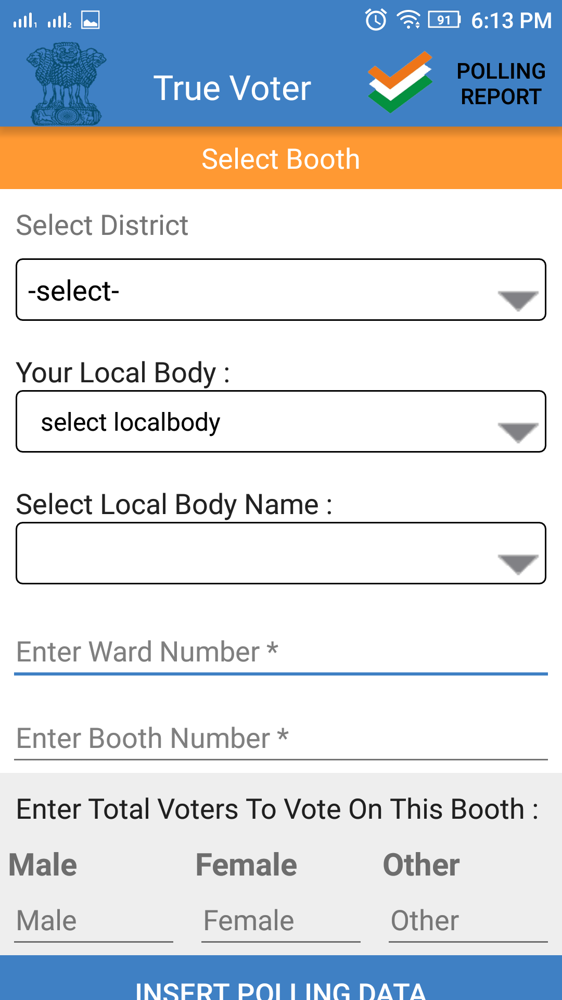 1 2 91 6:13 PM
True Voter
POLLING
REPORT
Select Booth
Select District
-select-
Your Local Body :
select localbody
Select Local Body Name :
Enter Ward Number *
Enter Booth Number *
Enter Total Voters To Vote On This Booth :
Male Female Other
Male Female Other
INSERT POLLING DATA